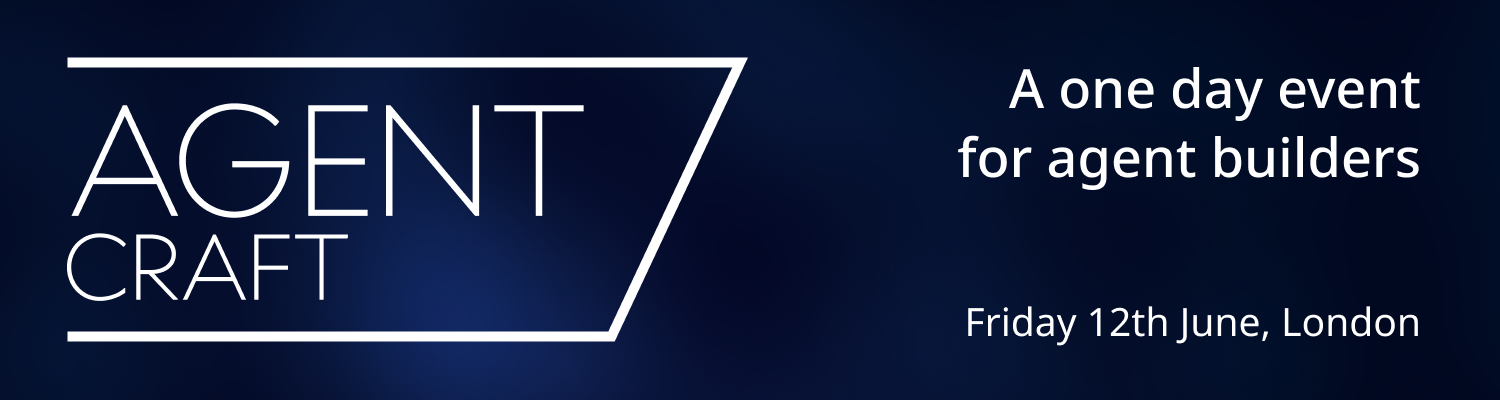 AGENT
CRAFT
A one day event
for agent builders
Friday 12th June, London